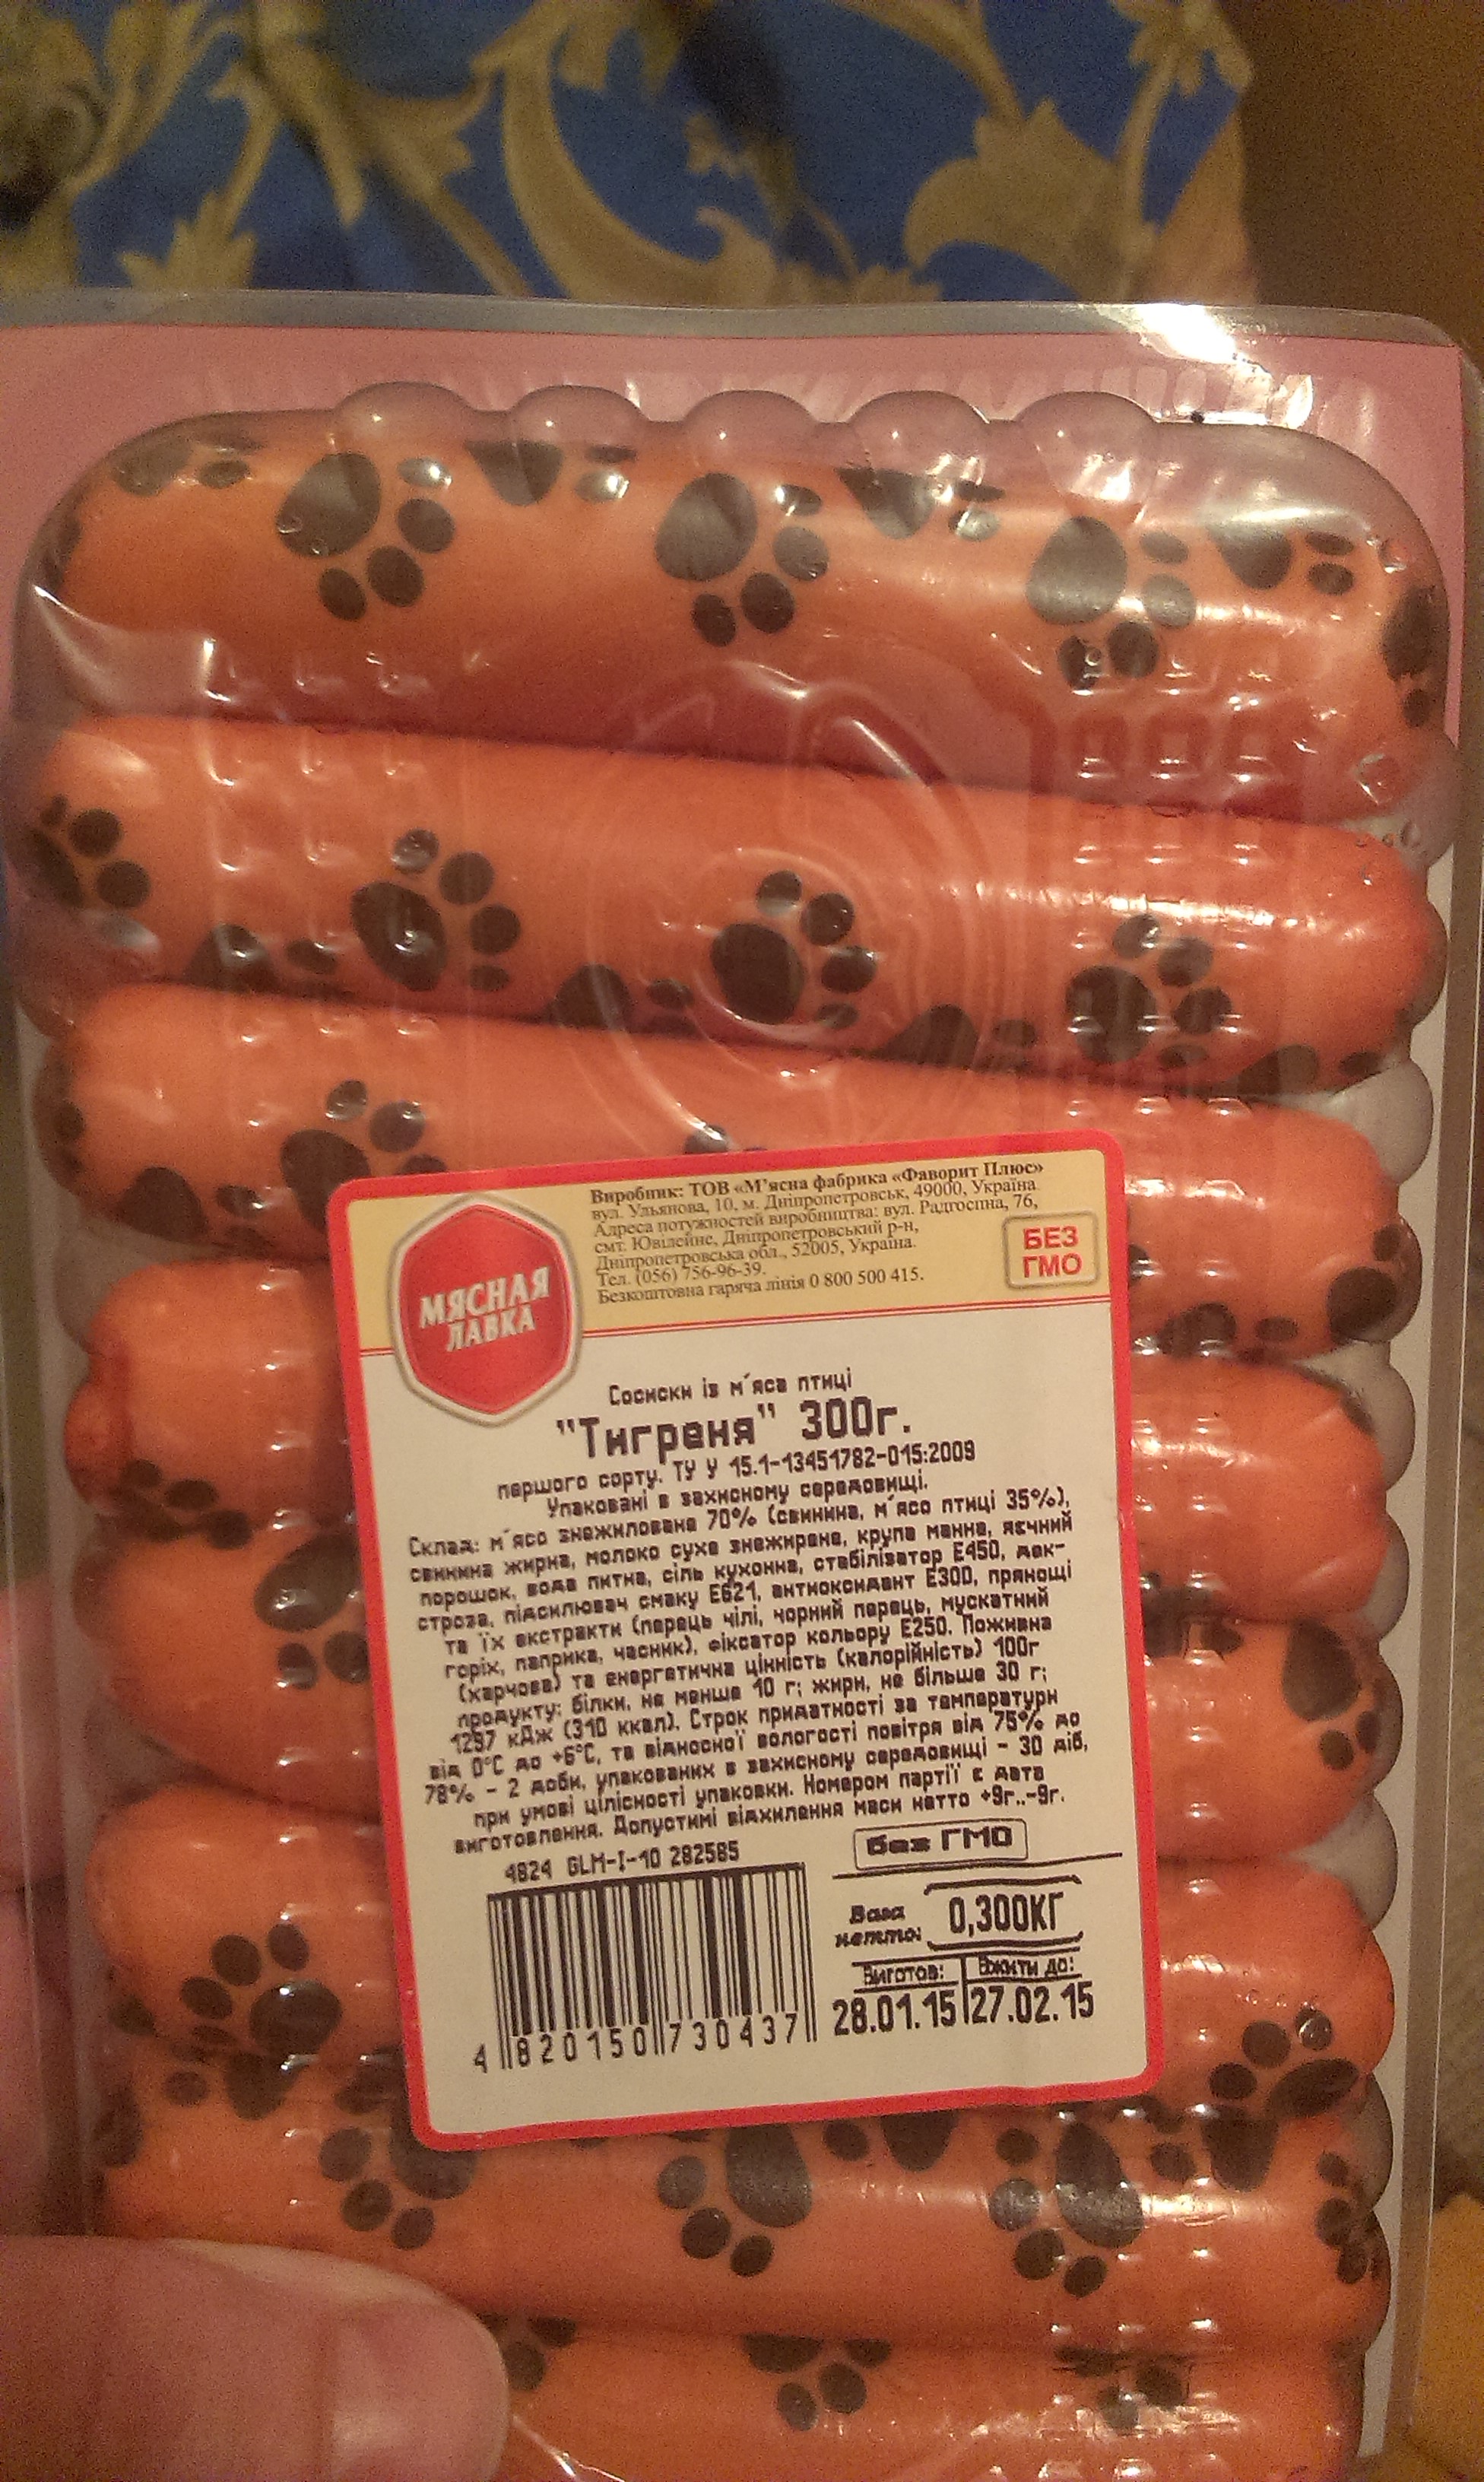 Виробник: ТОВ «М’ясна фабрика «Фаворит Плюс»
вул. Ульянова, 10, м. Дніпропетровськ, 49000, Україна.
Адреса потужностей виробництва: вул. Радгоспна, 76,
смт. Ювілейне, Дніпропетровський р-н,
Дніпропетровська обл., 52005, Україна.
Тел. (056) 756-96-39.
Безкоштовна гаряча лінія 0 800 500 415.
БЕЗ
ГМО
МЯСНАЯ
ЛАВКА
Сосиски із м´яса птиці
"Тигреня" 300г.
першого сорту. ТУ У 15.1-13451782-015:2009
Упаковані в захисному середовищі.
Склад: м´ясо знежиловане 70% (свинина, м´ясо птиці 35%),
свинина жирна, молоко сухе знежирене, крупа манна, яєчний
порошок, вода питна, сіль кухонна, стабілізатор Е450, дек-
строза, підсилювач смаку Е621, антиоксидант Е300, прянощі
та їх екстракти (перець чілі, чорний перець, мускатний
горіх, паприка, часник), фіксатор кольору Е250. Поживна
(харчова) та енергетична цінність (калорійність) 100г
продукту: білки, не менше 10 г; жири, не більше 30 г;
1297 кДж (310 ккал). Строк придатності за температури
від 0°С до +6°С, та відносної вологості повітря від 75% до
78% - 2 доби, упакованих в захисному середовищі - 30 діб,
при умові цілісності упаковки. Номером партії є дата
виготовлення. Допустимі відхилення маси нетто +9г..-9г.
4824 GLM-I-10 282585
без ГМО
Вага
нетто:
0,300КГ
Виготов: Вжити до:
28.01.15 27.02.15
4 820150 730437